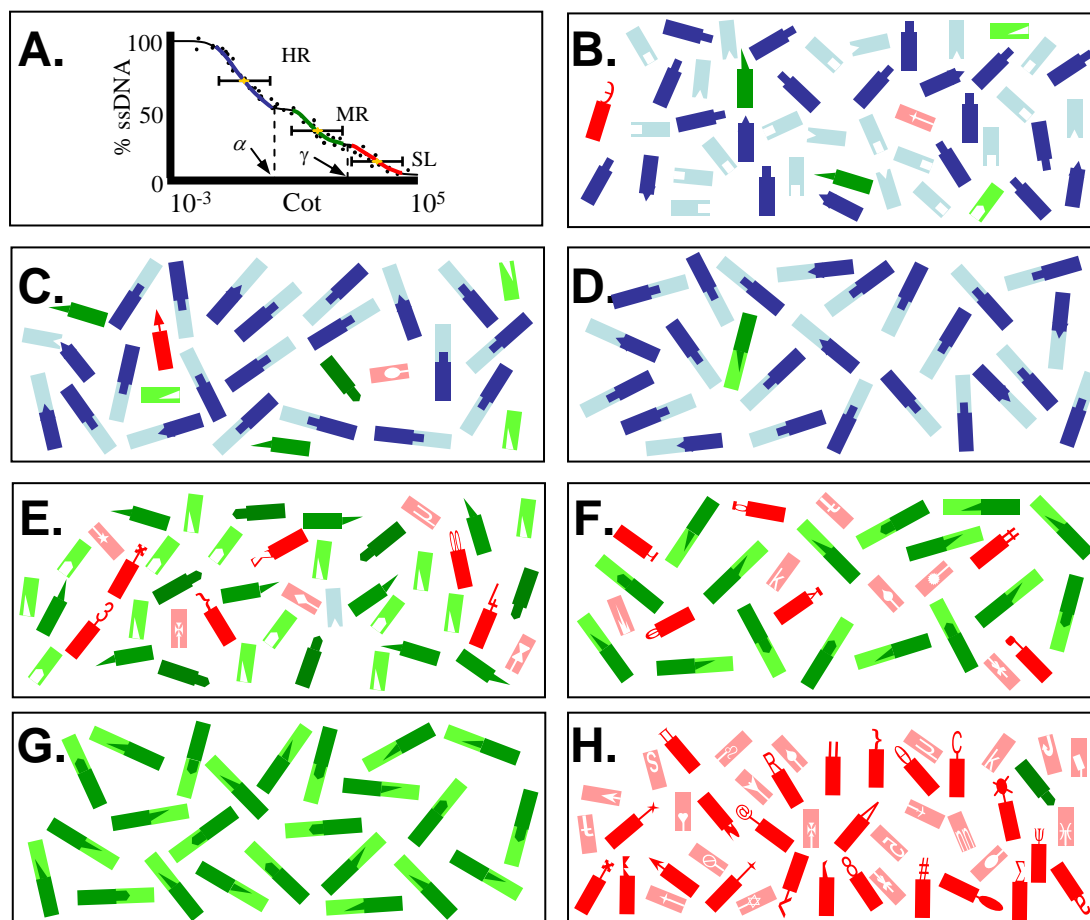 A.
% ssDNA
100
50
0
HR
MR
SL
α
γ
10-3
Cot
105
B.
C.
D.
E.
F.
G.
H.